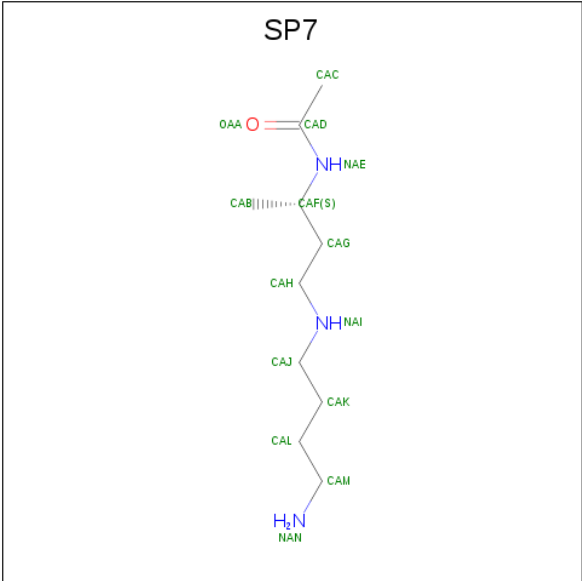 SP7
CAC
OAA O CAD
NH NAE
CAB CAF(S)
CAG
CAH
NH NAI
CAJ
CAK
CAL
CAM
H₂N
NAN